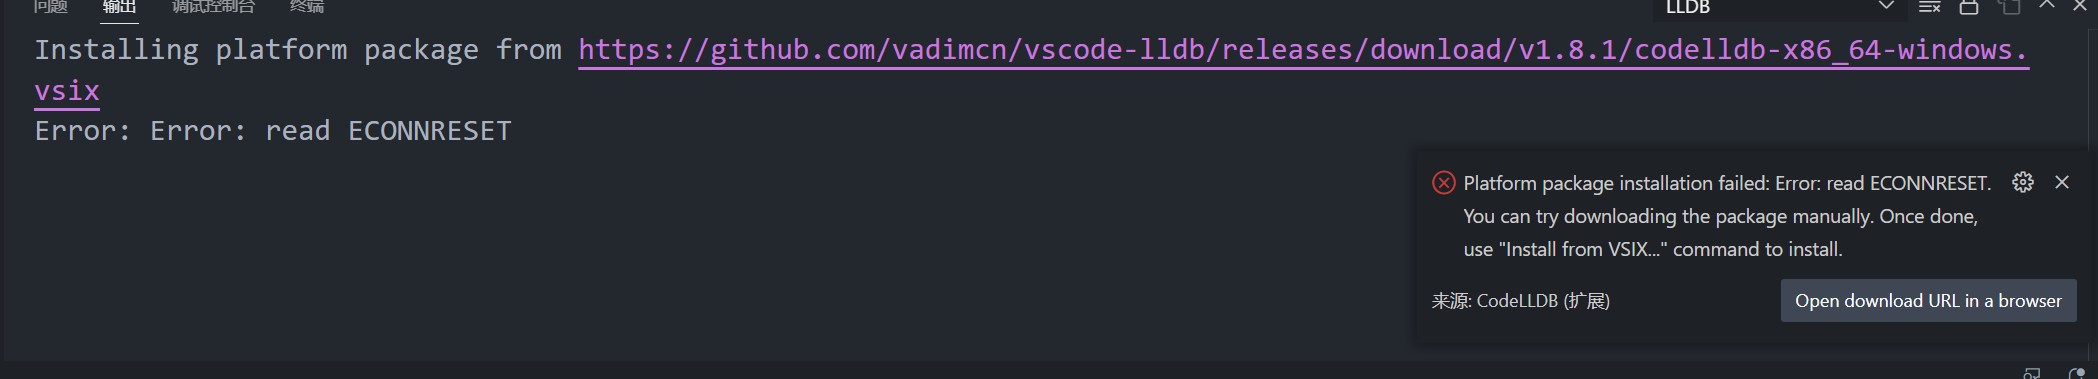 问题 输出 调试控制台 终端
LLDB
Installing platform package from https://github.com/vadimcn/vscode-lldb/releases/download/v1.8.1/codelldb-x86_64-windows.
vsix
Error: Error: read ECONNRESET
Platform package installation failed: Error: read ECONNRESET.
You can try downloading the package manually. Once done,
use "Install from VSIX..." command to install.
来源: CodeLLDB (扩展)
Open download URL in a browser